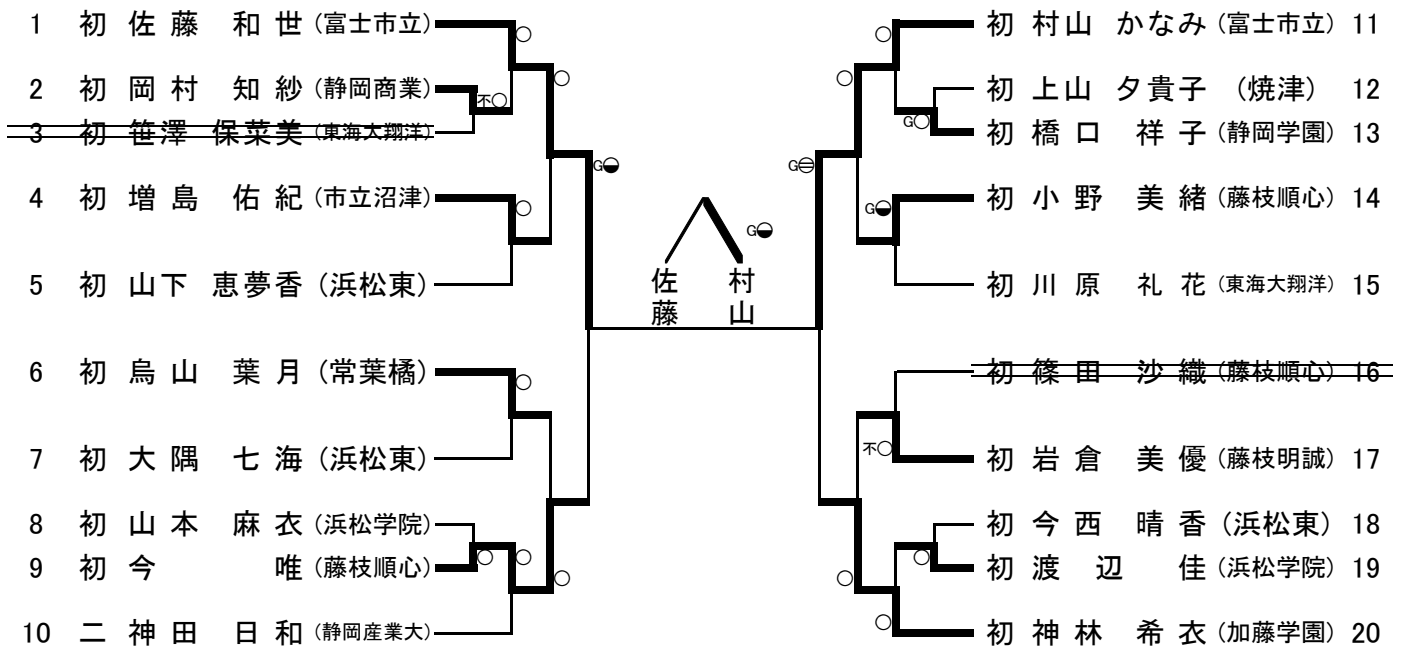 1 初 佐藤 和世 (富士市立)
○
2 初 岡村 知紗 (静岡商業)
不○
○
3 初 笹澤 保菜美 (東海大翔洋)
G◒
4 初 増島 佑紀 (市立沼津)
○
5 初 山下 恵夢香 (浜松東)
6 初 烏山 葉月 (常葉橘)
○
7 初 大隅 七海 (浜松東)
8 初 山本 麻衣 (浜松学院)
9 初 今 唯 (藤枝順心)
○ ○ ○
10 二 神田 日和 (静岡産業大)
G◒
佐藤 村山
○
初 村山 かなみ (富士市立) 11
○
初 上山 夕貴子 (焼津) 12
G○
初 橋口 祥子 (静岡学園) 13
G㊂
初 小野 美緒 (藤枝順心) 14
G◒
初 川原 礼花 (東海大翔洋) 15
初 篠田 沙織 (藤枝順心) 16
不○
初 岩倉 美優 (藤枝明誠) 17
初 今西 晴香 (浜松東) 18
○
初 渡辺 佳 (浜松学院) 19
○
○
初 神林 希衣 (加藤学園) 20